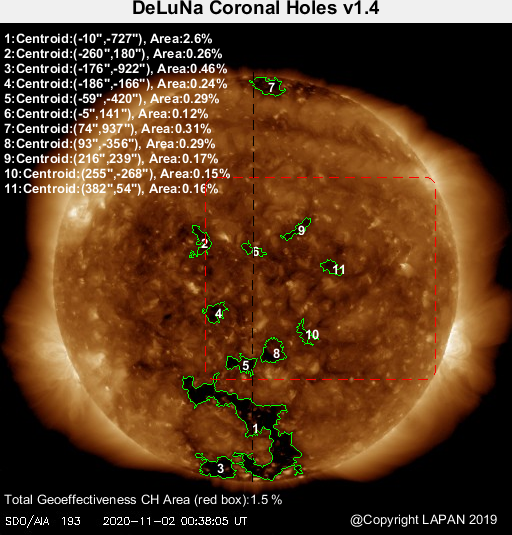 DeLuNa Coronal Holes v1.4
1:Centroid:(-10",-727"), Area:2.6%
2:Centroid:(-260",180"), Area:0.26%
3:Centroid:(-176",-922"), Area:0.46%
4:Centroid:(-186",-166"), Area:0.24%
5:Centroid:(-59",-420"), Area:0.29%
6:Centroid:(-5",141"), Area:0.12%
7:Centroid:(74",937"), Area:0.31%
8:Centroid:(93",-356"), Area:0.29%
9:Centroid:(216",239"), Area:0.17%
10:Centroid:(255",-268"), Area:0.15%
11:Centroid:(382",54"), Area:0.16%
7
9
2
6
11
4
10
8
5
1
3
Total Geoeffectiveness CH Area (red box):1.5 %
SDO/AIA 193 2020-11-02 00:38:05 UT
@Copyright LAPAN 2019